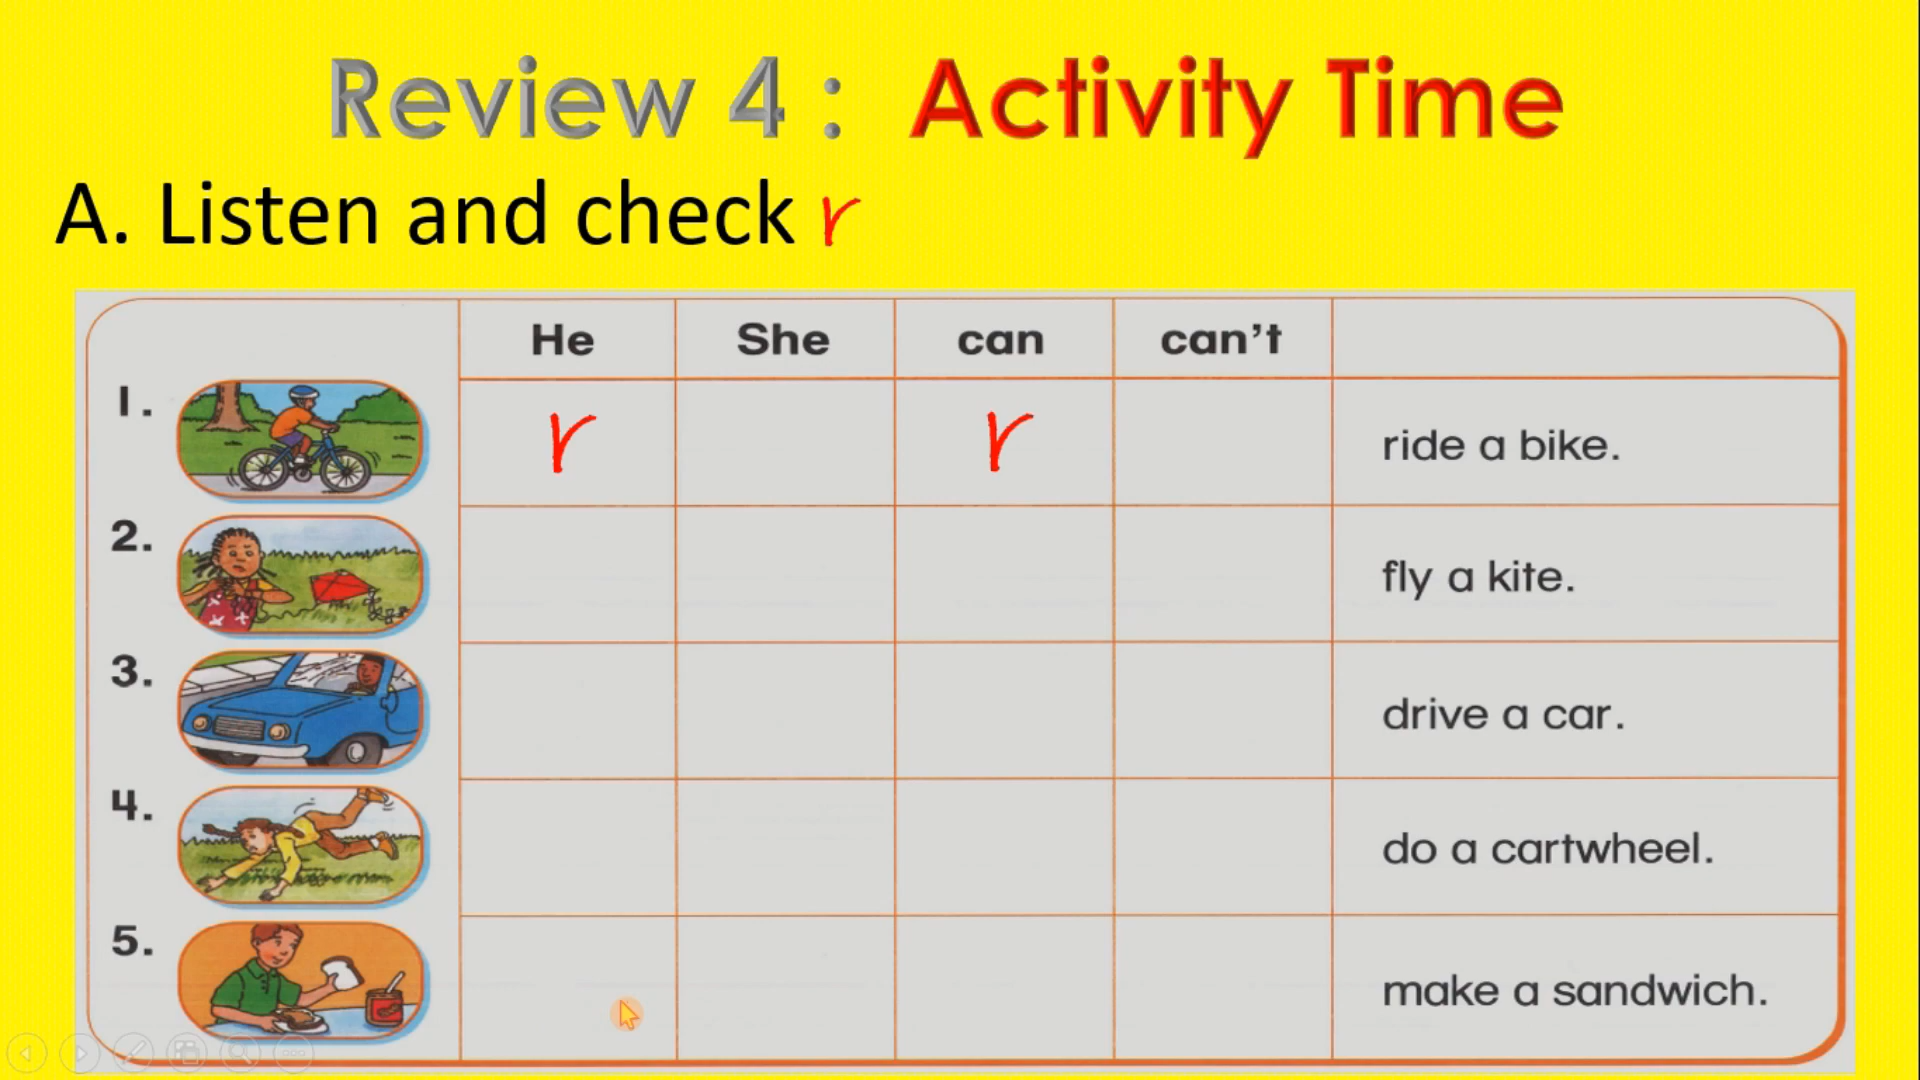 Review 4 : Activity Time
A. Listen and check r
He She can can't
1. r r ride a bike.
2. fly a kite.
3. drive a car.
4. do a cartwheel.
5. make a sandwich.